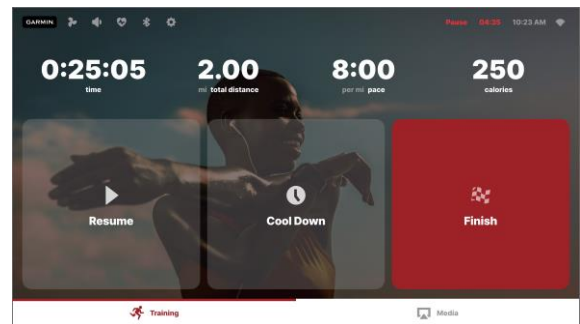 GARMIN Pause 04:35 10:23 AM
0:25:05 2.00 8:00 250
time mi total distance per mi pace calories
Resume Cool Down Finish
Training Media